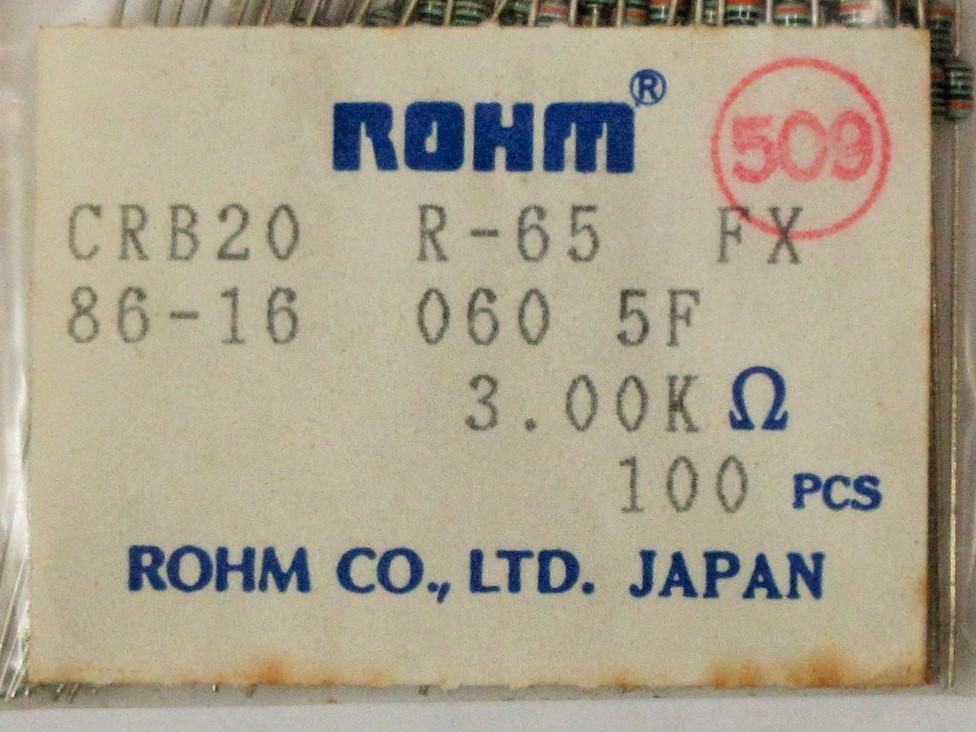 ROHM®
509
CRB20 R-65 FX
86-16 060 5F
3.00K Ω
100 PCS
ROHM CO., LTD. JAPAN